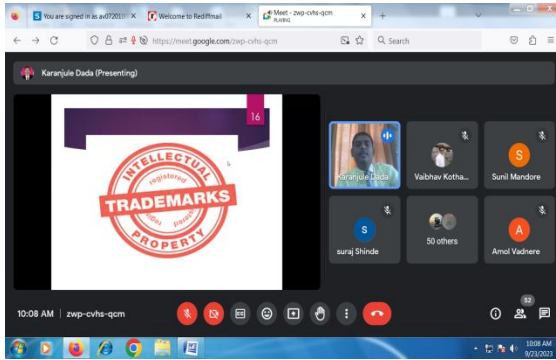 You are signed in as av072010
Welcome to Rediffmail
Meet - zwp-cvhs-qcm
PLAYING
https://meet.google.com/zwp-cvhs-qcm
Search
Karanjule Dada (Presenting)
16
INTELLECTUAL
registered
TRADEMARKS
registered
PROPERTY
Karanjule Dada
Vaibhav Kotha...
S
Sunil Mandore
S
suraj Shinde
50 others
A
Amol Vadnere
10:08 AM | zwp-cvhs-qcm
52
10:08 AM
9/23/2023